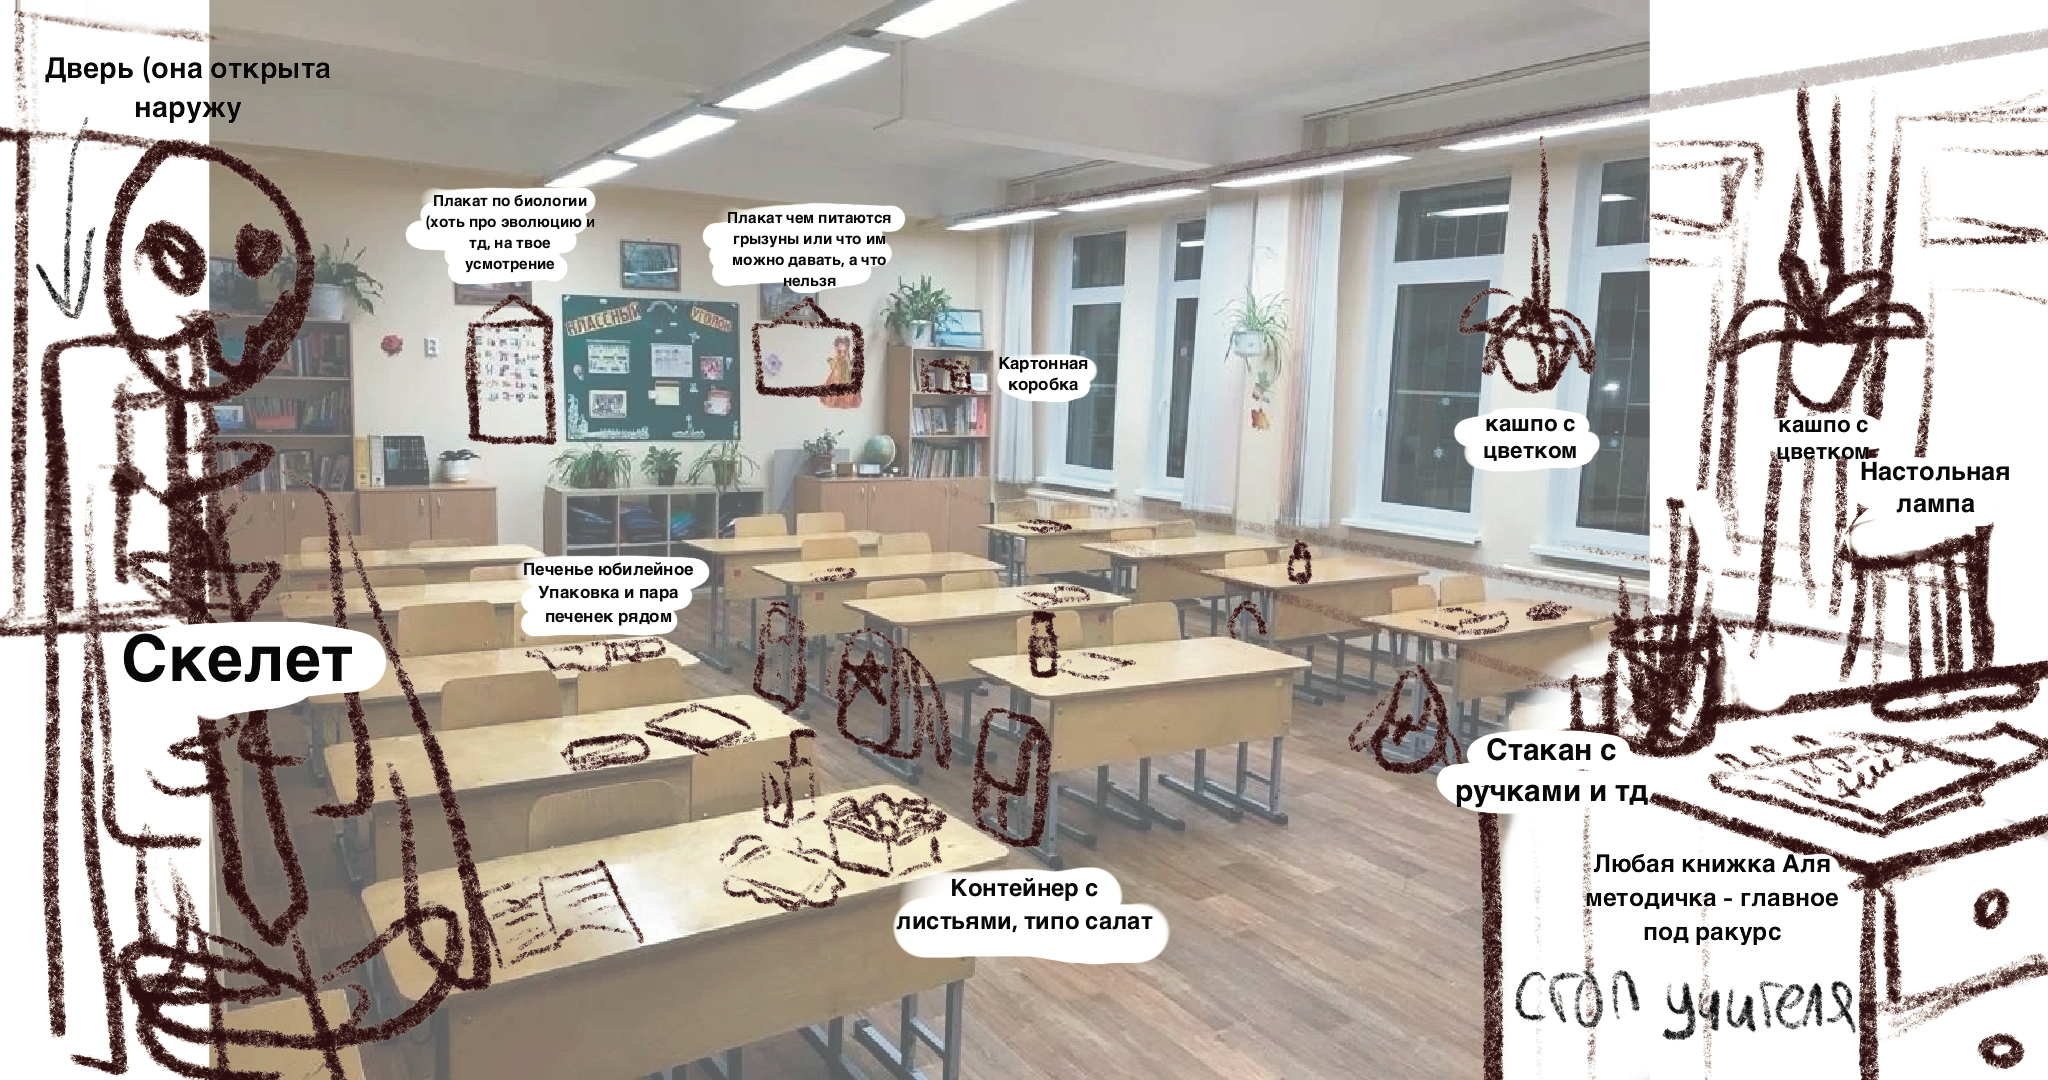 Дверь (она открыта
наружу
Плакат по биологии
(хоть про эволюцию и
тд, на твое
усмотрение
Плакат чем питаются
грызуны или что им
можно давать, а что
нельзя
КЛАССНЫЙ
УГОЛОК
Картонная
коробка
кашпо с
цветком
кашпо с
цветком
Настольная
лампа
Печенье юбилейное
Упаковка и пара
печенек рядом
Скелет
Стакан с
ручками и тд
Контейнер с
листьями, типо салат
Любая книжка Аля
методичка - главное
под ракурс
стол учителя